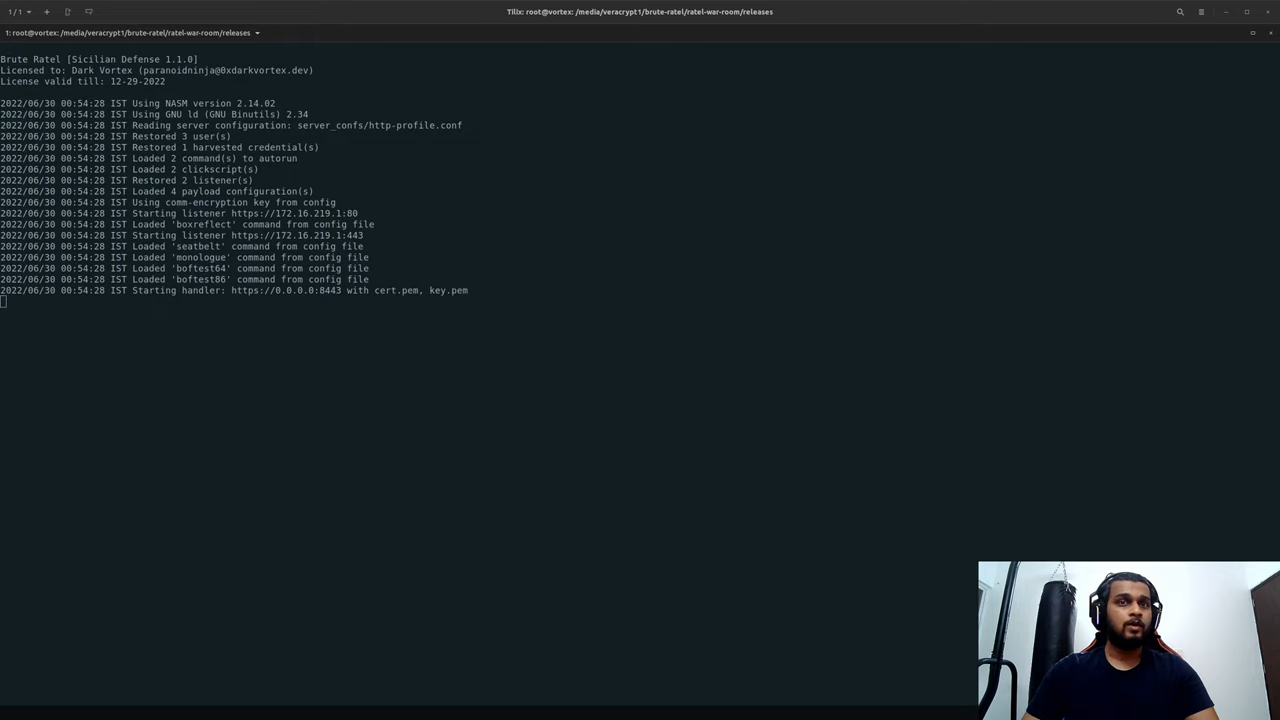 1 / 1
Tilix: root@vortex: /media/veracrypt1/brute-ratel/ratel-war-room/releases
1: root@vortex: /media/veracrypt1/brute-ratel/ratel-war-room/releases
Brute Ratel [Sicilian Defense 1.1.0]
Licensed to: Dark Vortex (paranoidninja@0xdarkvortex.dev)
License valid till: 12-29-2022
2022/06/30 00:54:28 IST Using NASM version 2.14.02
2022/06/30 00:54:28 IST Using GNU ld (GNU Binutils) 2.34
2022/06/30 00:54:28 IST Reading server configuration: server_confs/http-profile.conf
2022/06/30 00:54:28 IST Restored 3 user(s)
2022/06/30 00:54:28 IST Restored 1 harvested credential(s)
2022/06/30 00:54:28 IST Loaded 2 command(s) to autorun
2022/06/30 00:54:28 IST Loaded 2 clickscript(s)
2022/06/30 00:54:28 IST Restored 2 listener(s)
2022/06/30 00:54:28 IST Loaded 4 payload configuration(s)
2022/06/30 00:54:28 IST Using comm-encryption key from config
2022/06/30 00:54:28 IST Starting listener https://172.16.219.1:80
2022/06/30 00:54:28 IST Loaded 'boxreflect' command from config file
2022/06/30 00:54:28 IST Starting listener https://172.16.219.1:443
2022/06/30 00:54:28 IST Loaded 'seatbelt' command from config file
2022/06/30 00:54:28 IST Loaded 'monologue' command from config file
2022/06/30 00:54:28 IST Loaded 'boftest64' command from config file
2022/06/30 00:54:28 IST Loaded 'boftest86' command from config file
2022/06/30 00:54:28 IST Starting handler: https://0.0.0.0:8443 with cert.pem, key.pem